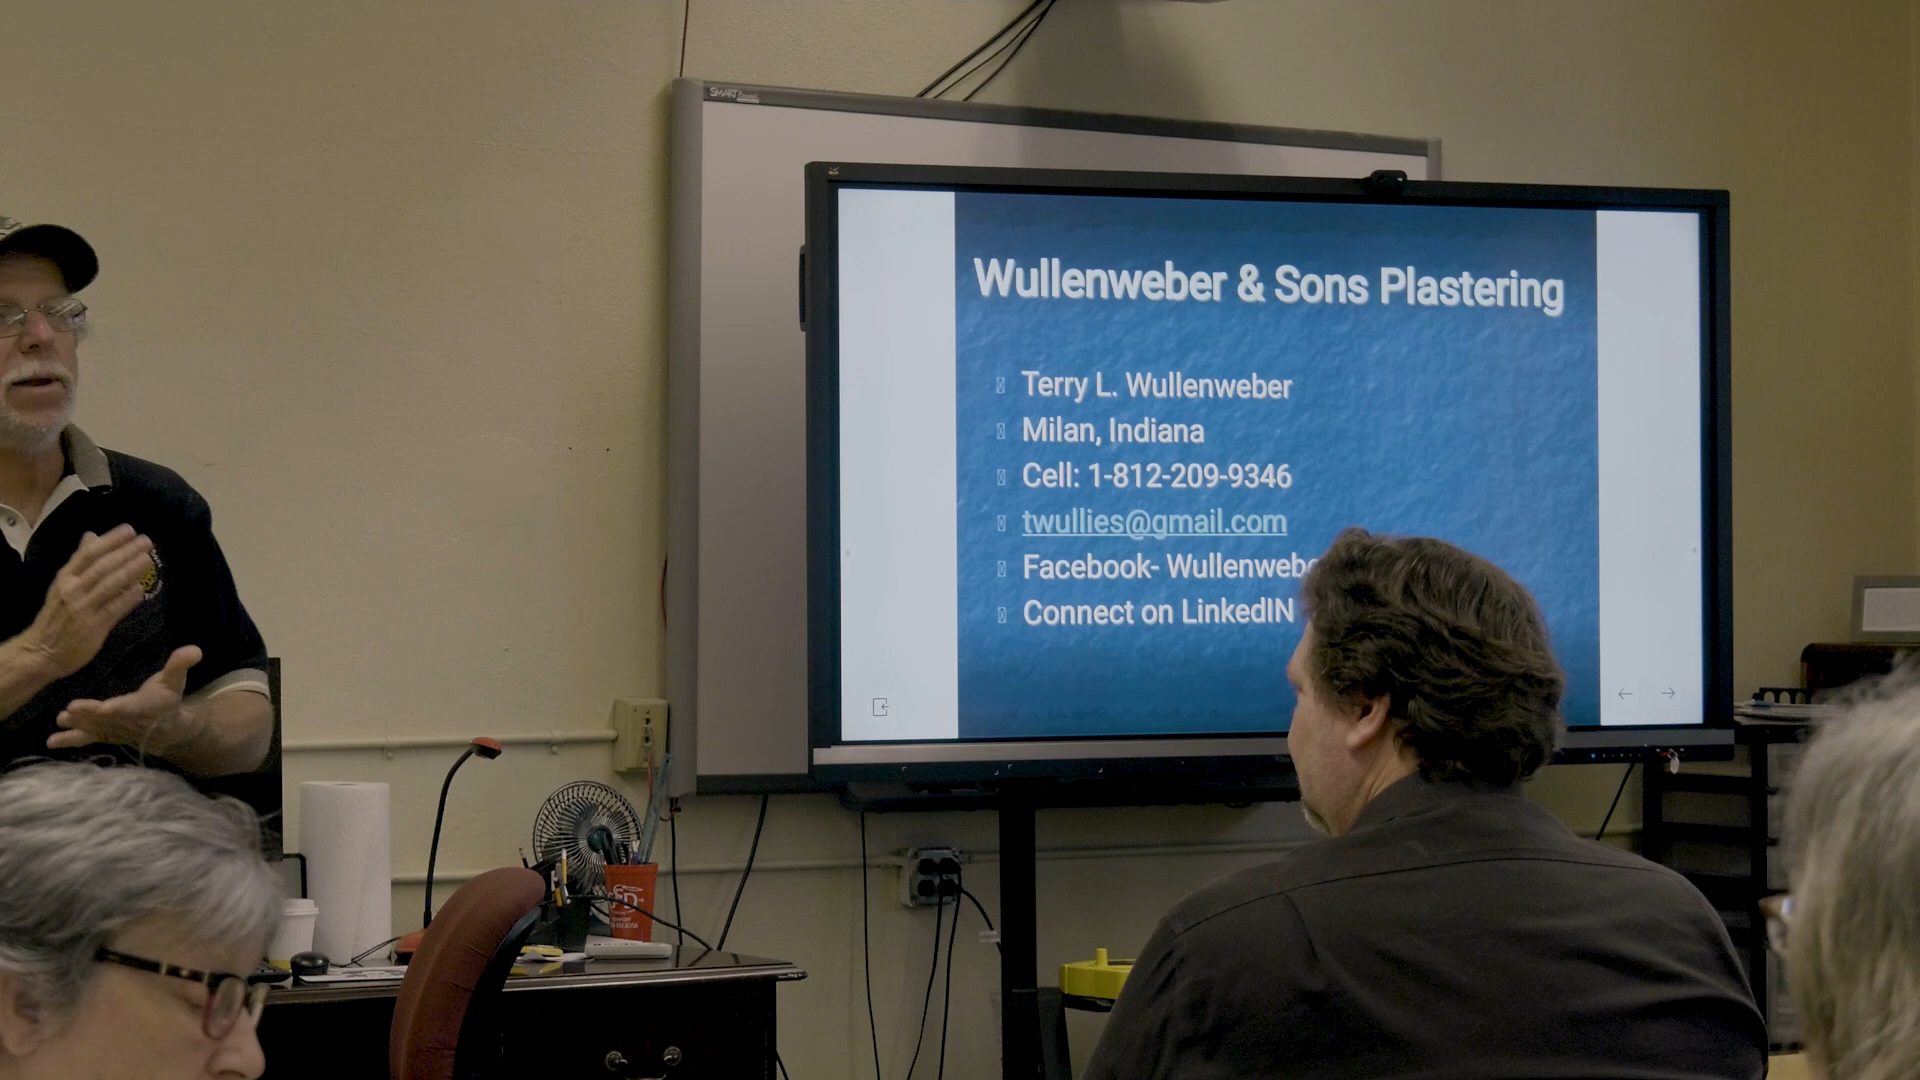 SMART
Wullenweber & Sons Plastering
Terry L. Wullenweber
Milan, Indiana
Cell: 1-812-209-9346
twullies@gmail.com
Facebook- Wullenwebe
Connect on LinkedIN